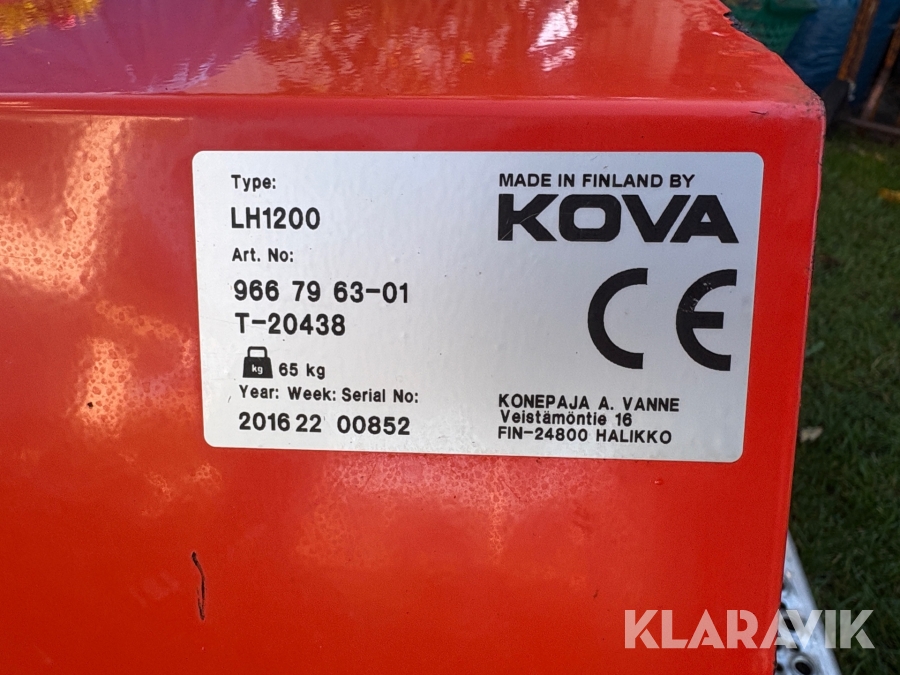 Type:
LH1200
Art. No:
966 79 63-01
T-20438
kg 65 kg
Year: Week: Serial No:
2016 22 00852
MADE IN FINLAND BY
KOVA
CE
KONEPAJA A. VANNE
Veistämöntie 16
FIN-24800 HALIKKO
KLARAVIK